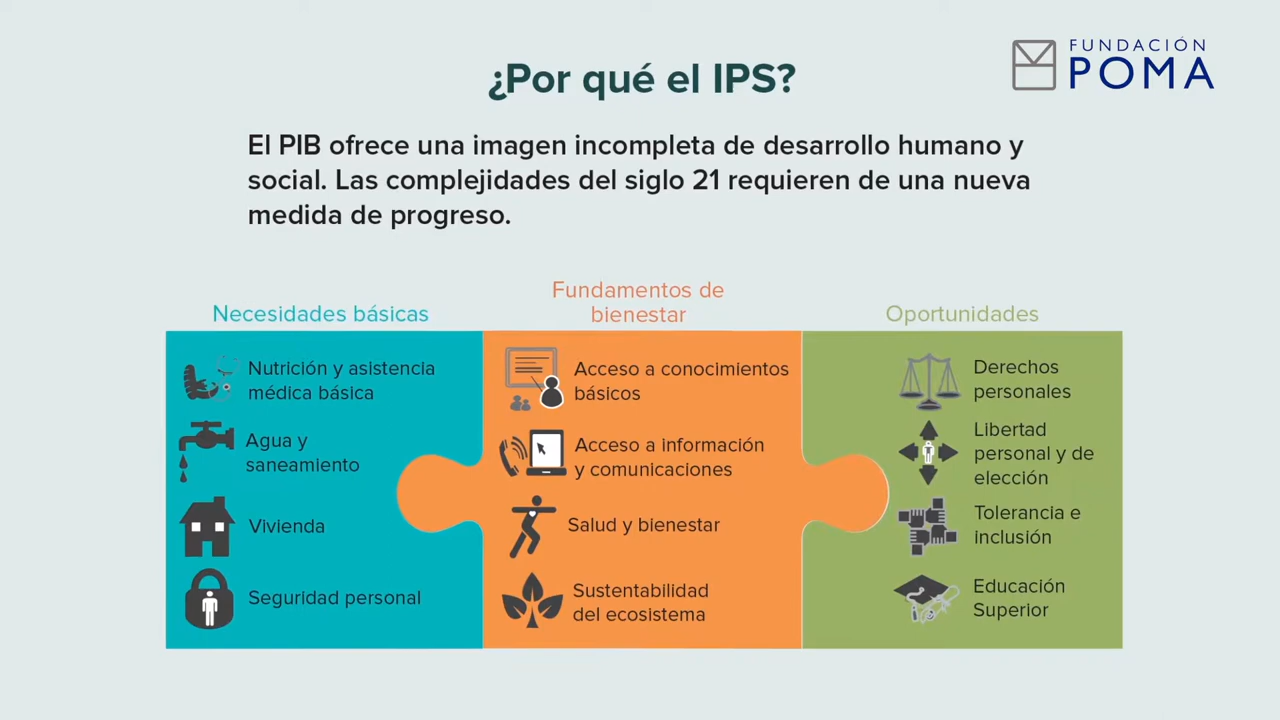 FUNDACIÓN
POMA
¿Por qué el IPS?
El PIB ofrece una imagen incompleta de desarrollo humano y
social. Las complejidades del siglo 21 requieren de una nueva
medida de progreso.
Necesidades básicas
Nutrición y asistencia
médica básica
Agua y
saneamiento
Vivienda
Seguridad personal
Fundamentos de
bienestar
Acceso a conocimientos
básicos
Acceso a información
y comunicaciones
Salud y bienestar
Sustentabilidad
del ecosistema
Oportunidades
Derechos
personales
Libertad
personal y de
elección
Tolerancia e
inclusión
Educación
Superior